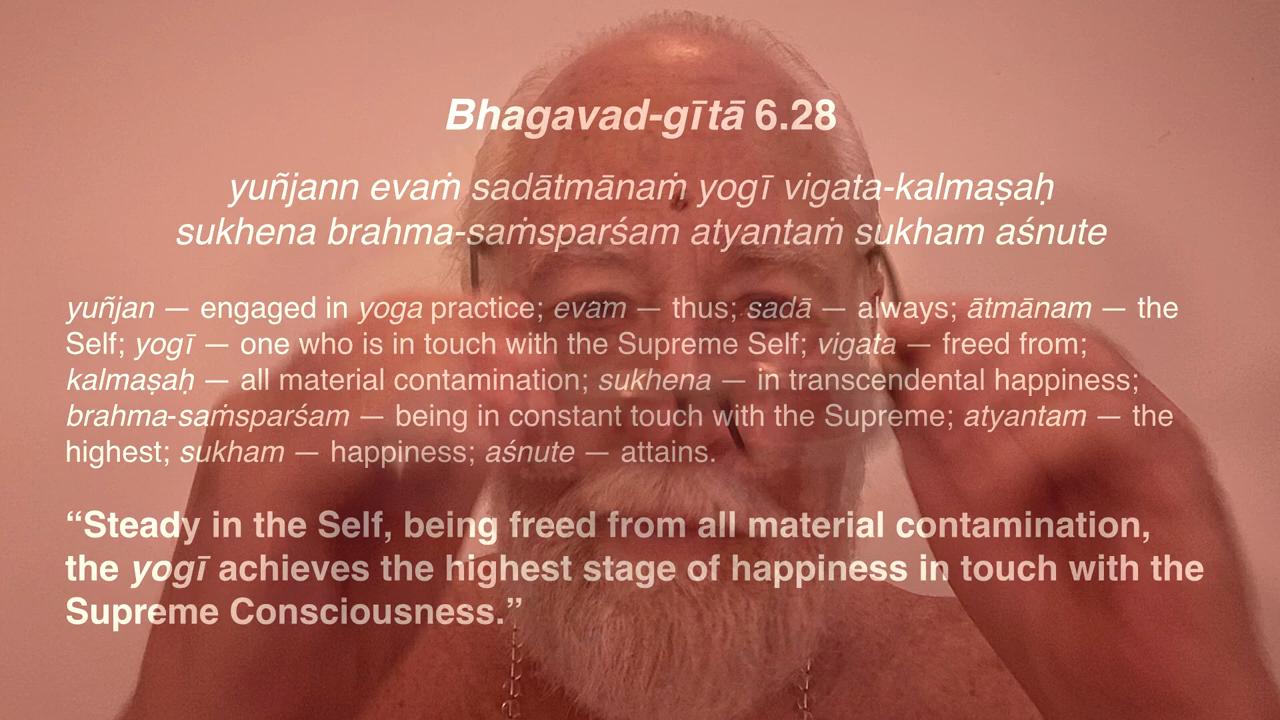 Bhagavad-gītā 6.28
yuñjann evaṁ sadātmānaṁ yogī vigata-kalmaṣaḥ
sukhena brahma-saṁsparśam atyantaṁ sukham aśnute
yuñjan — engaged in yoga practice; evam — thus; sadā — always; ātmānam — the
Self; yogī — one who is in touch with the Supreme Self; vigata — freed from;
kalmaṣaḥ — all material contamination; sukhena — in transcendental happiness;
brahma-saṁsparśam — being in constant touch with the Supreme; atyantam — the
highest; sukham — happiness; aśnute — attains.
“Steady in the Self, being freed from all material contamination,
the yogī achieves the highest stage of happiness in touch with the
Supreme Consciousness.”